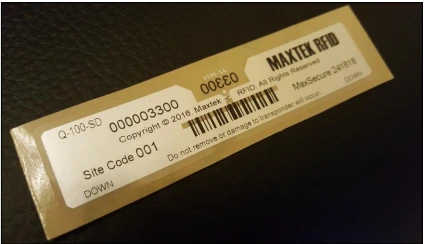 Q-100-SD 000003300
03300
MAXTEK RFID
Copyright © 2016 Maxtek RFID. All Rights Reserved
Site Code 001
MaxSecure 241818
Do not remove or damage to transponder will occur.
DOWN
DOWN